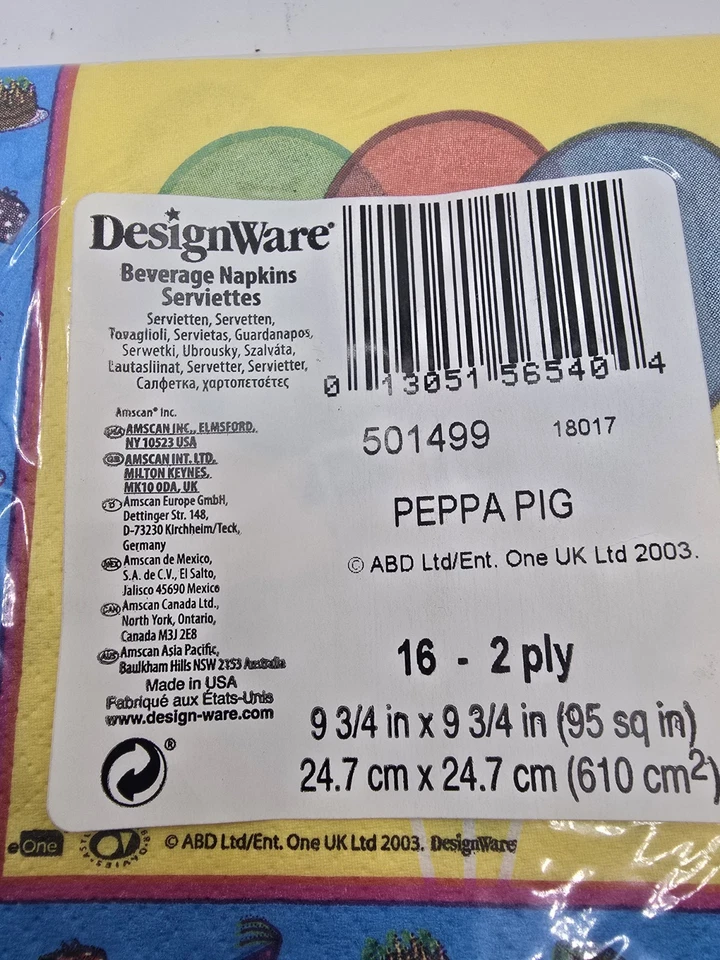 DesignWare®
Beverage Napkins
Serviettes
Servietten, Servetten,
Tovaglioli, Servietas, Guardanapos,
Serwetki, Ubrousky, Szalváta,
Lautasliinat, Servetter, Servietter,
Салфетка, χαρτοπετσέτες
0 13051 56540 4
501499 18017
PEPPA PIG
© ABD Ltd/Ent. One UK Ltd 2003.
16 - 2 ply
9 3/4 in x 9 3/4 in (95 sq in)
24.7 cm x 24.7 cm (610 cm²)
Amscan® Inc.
USA AMSCAN INC., ELMSFORD,
NY 10523 USA
GB AMSCAN INT. LTD.
MILTON KEYNES,
MK10 0DA, UK
D Amscan Europe GmbH,
Dettinger Str. 148,
D-73230 Kirchheim/Teck,
Germany
MEX Amscan de Mexico,
S.A. de C.V., El Salto,
Jalisco 45690 Mexico
CAN Amscan Canada Ltd.,
North York, Ontario,
Canada M3J 2E8
AUS Amscan Asia Pacific,
Baulkham Hills NSW 2153 Australia
Made in USA
Fabriqué aux États-Unis
www.design-ware.com
®
eOne
© ABD Ltd/Ent. One UK Ltd 2003. DesignWare